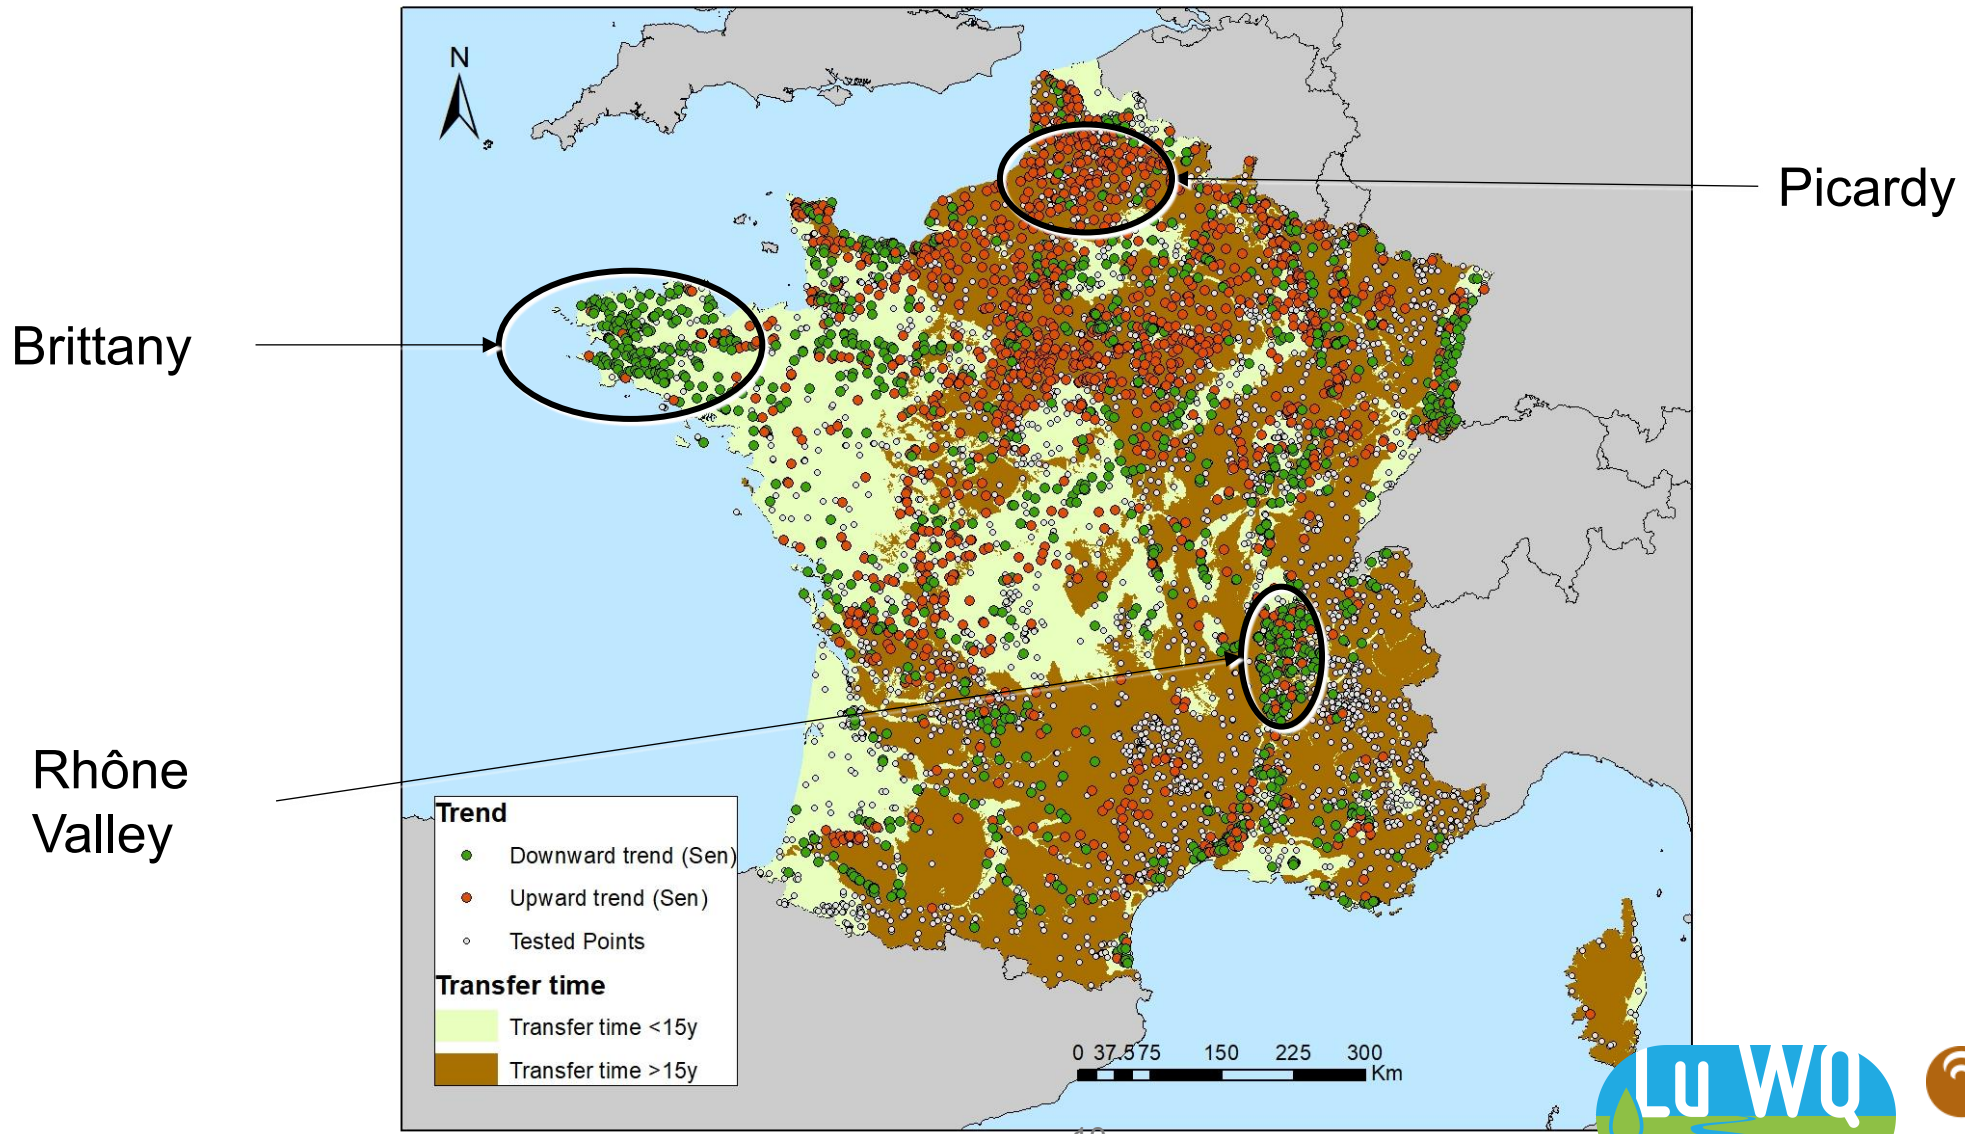 N
Picardy
Brittany
Rhône
Valley
Trend
Downward trend (Sen)
Upward trend (Sen)
Tested Points
Transfer time
Transfer time <15y
Transfer time >15y
0 37.575 150 225 300
Km
Lu WQ